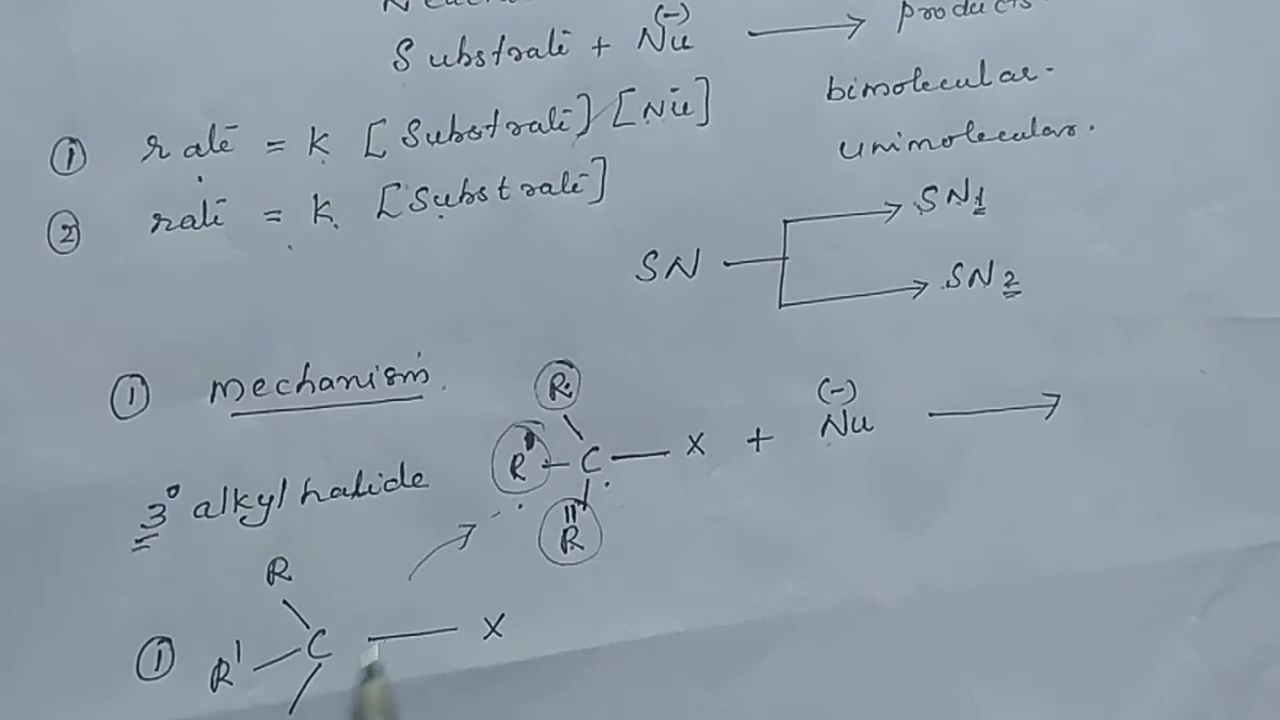 Substrate + Nu(-) → products
bimolecular.
① rate = k [Substrate] [Nu-]
unimolecular.
② rate = k [Substrate]
SN → SN1
SN2
① mechanism.
3° alkyl halide
R
R' - C - X + Nu(-) →
R''
R
① R' - C - X